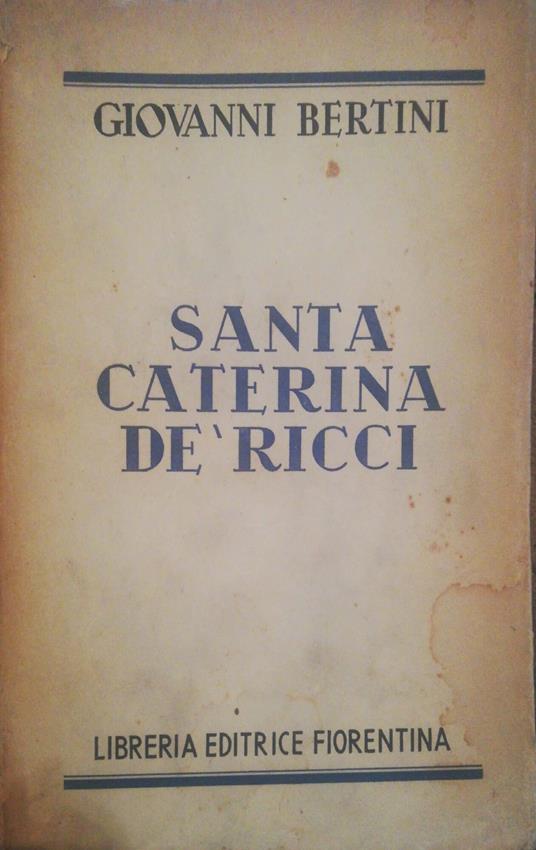 GIOVANNI BERTINI
SANTA
CATERINA
DE' RICCI
LIBRERIA EDITRICE FIORENTINA